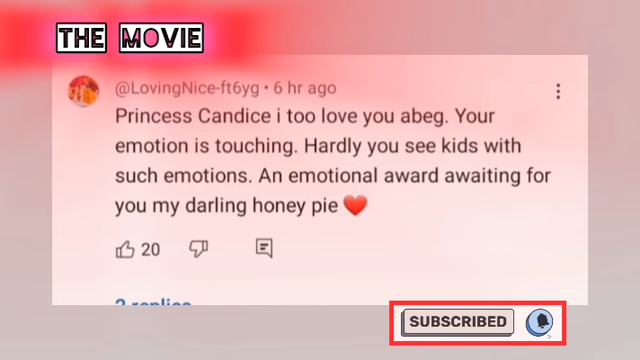 THE MOVIE
@LovingNice-ft6yg • 6 hr ago
Princess Candice i too love you abeg. Your
emotion is touching. Hardly you see kids with
such emotions. An emotional award awaiting for
you my darling honey pie ❤️
20
2 replies
SUBSCRIBED